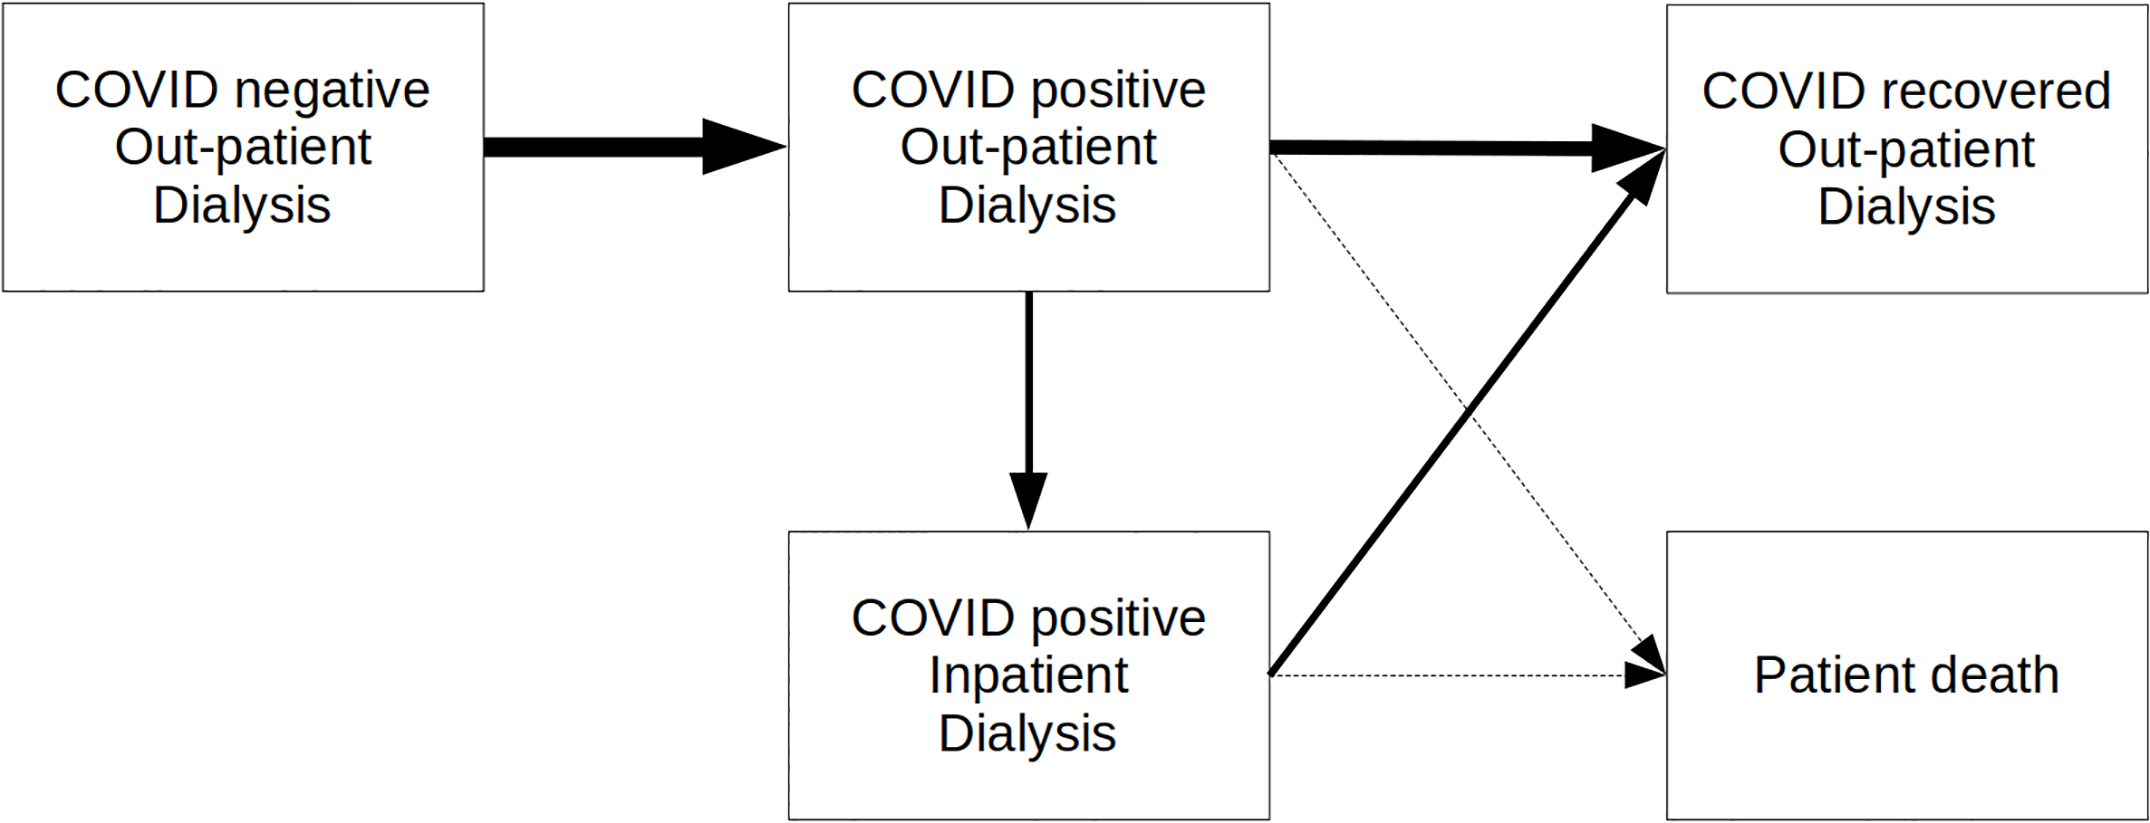 COVID negative
Out-patient
Dialysis
COVID positive
Out-patient
Dialysis
COVID recovered
Out-patient
Dialysis
COVID positive
Inpatient
Dialysis
Patient death